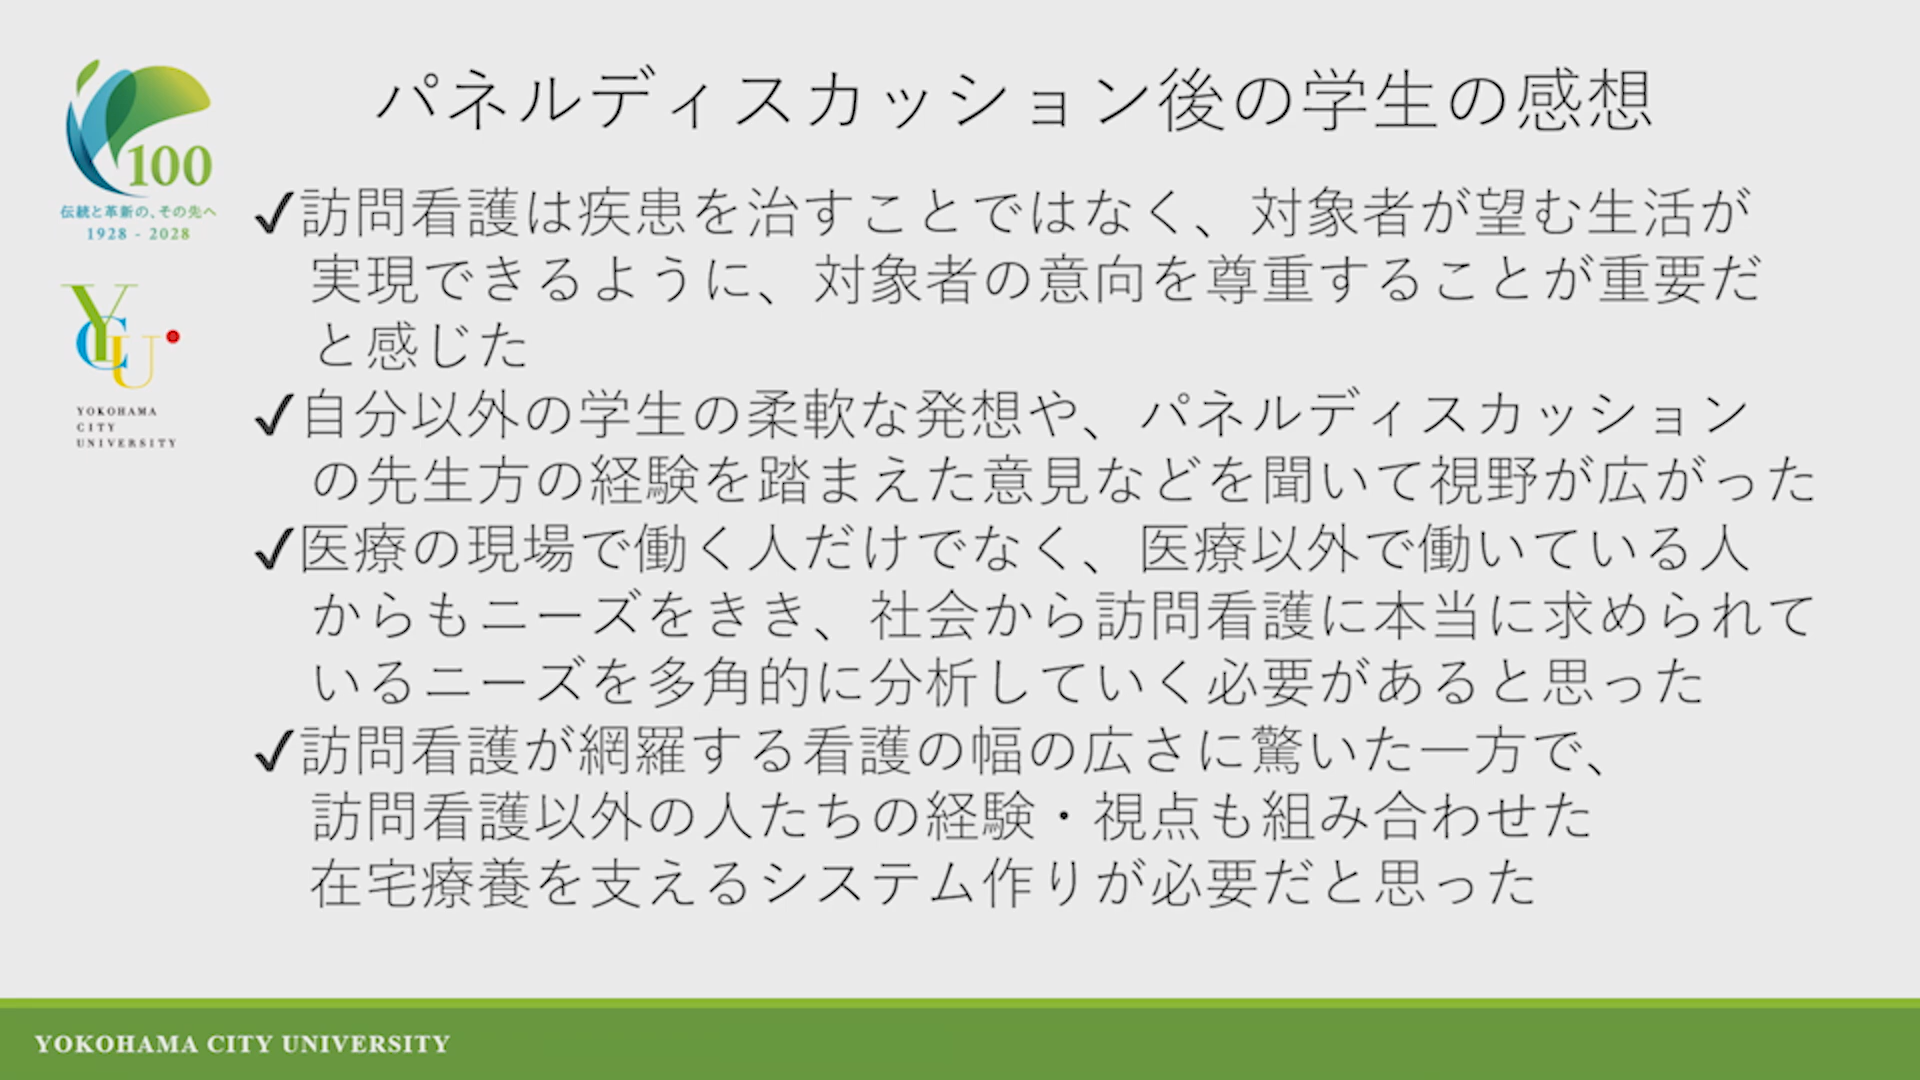 パネルディスカッション後の学生の感想
100
伝統と革新の、その先へ
1928 - 2028
YCU
YOKOHAMA
CITY
UNIVERSITY
✓訪問看護は疾患を治すことではなく、対象者が望む生活が
実現できるように、対象者の意向を尊重することが重要だ
と感じた
✓自分以外の学生の柔軟な発想や、パネルディスカッション
の先生方の経験を踏まえた意見などを聞いて視野が広がった
✓医療の現場で働く人だけでなく、医療以外で働いている人
からもニーズをきき、社会から訪問看護に本当に求められて
いるニーズを多角的に分析していく必要があると思った
✓訪問看護が網羅する看護の幅の広さに驚いた一方で、
訪問看護以外の人たちの経験・視点も組み合わせた
在宅療養を支えるシステム作りが必要だと思った
YOKOHAMA CITY UNIVERSITY